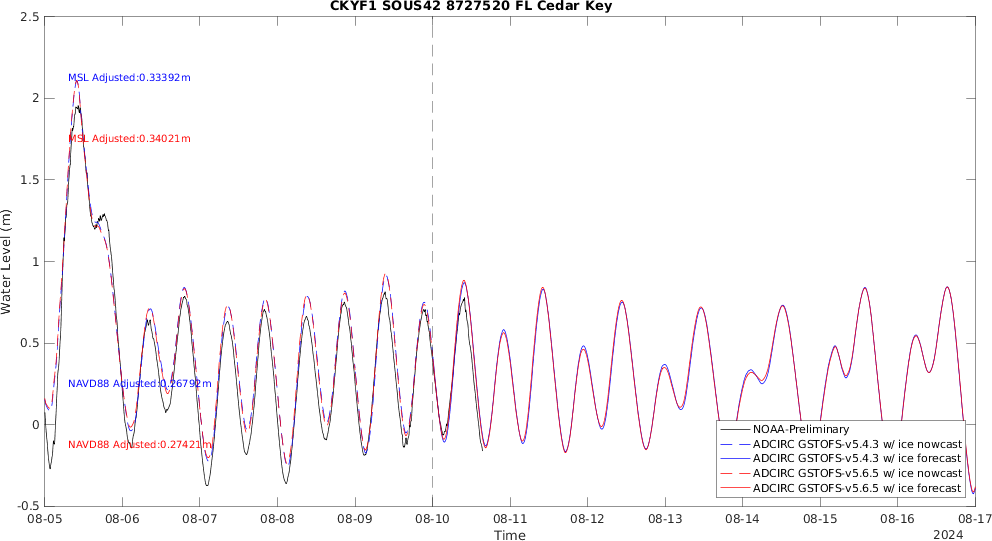 CKYF1 SOUS42 8727520 FL Cedar Key
2.5
2
1.5
1
0.5
0
-0.5
Water Level (m)
MSL Adjusted:0.33392m
MSL Adjusted:0.34021m
NAVD88 Adjusted:0.26792m
NAVD88 Adjusted:0.27421m
NOAA-Preliminary
ADCIRC GSTOFS-v5.4.3 w/ ice nowcast
ADCIRC GSTOFS-v5.4.3 w/ ice forecast
ADCIRC GSTOFS-v5.6.5 w/ ice nowcast
ADCIRC GSTOFS-v5.6.5 w/ ice forecast
08-05 08-06 08-07 08-08 08-09 08-10 08-11 08-12 08-13 08-14 08-15 08-16 08-17
Time
2024